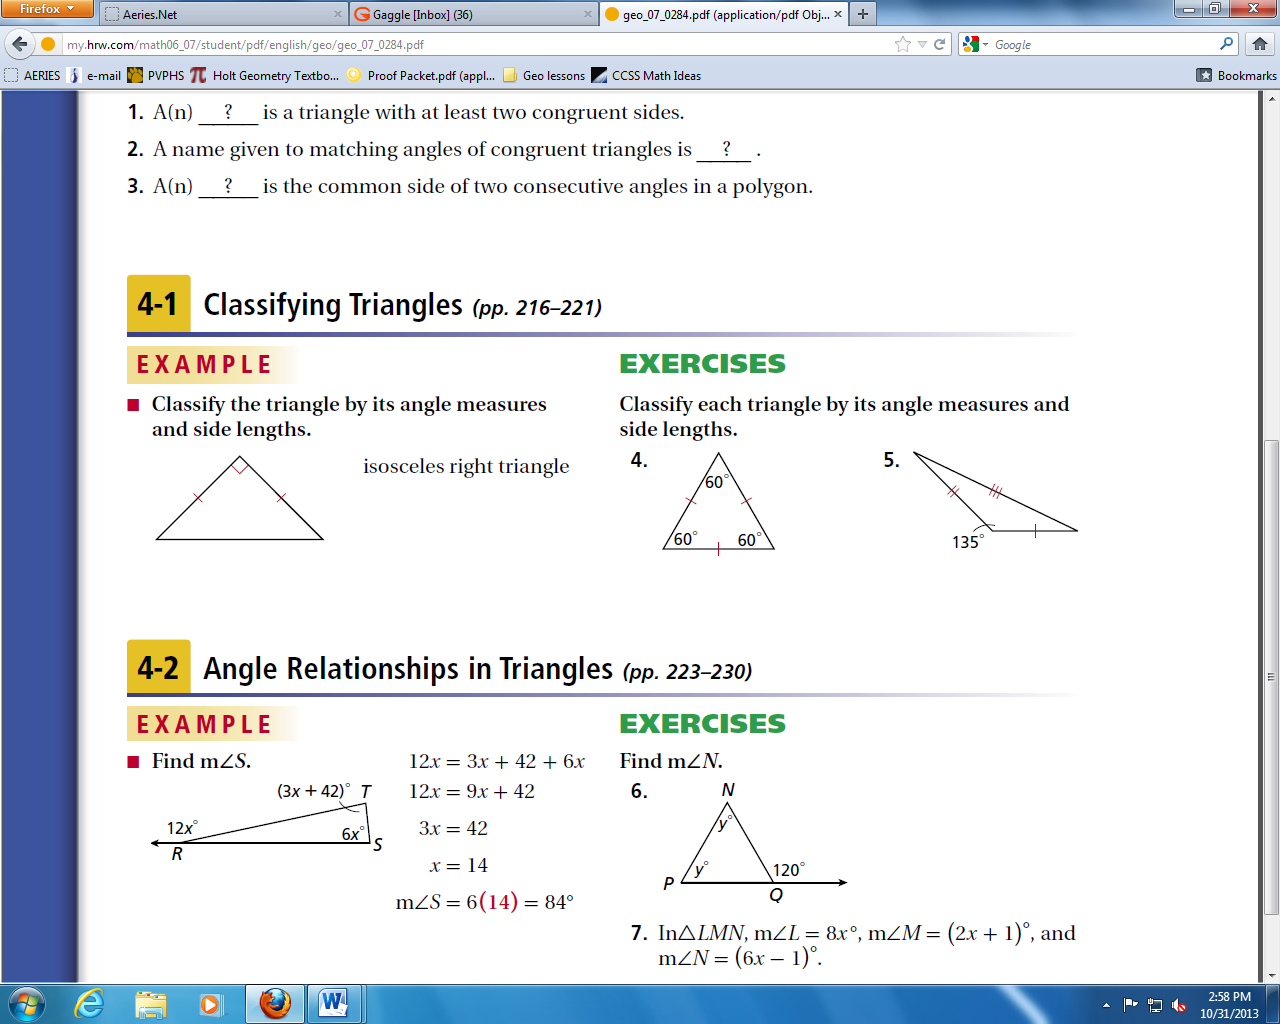 Firefox
Aeries.Net
Gaggle [Inbox] (36)
geo_07_0284.pdf (application/pdf Obj...
my.hrw.com/math06_07/student/pdf/english/geo/geo_07_0284.pdf
Google
AERIES
e-mail
PVPHS
Holt Geometry Textbo...
Proof Packet.pdf (appl...
Geo lessons
CCSS Math Ideas
Bookmarks
1. A(n) ? is a triangle with at least two congruent sides.
2. A name given to matching angles of congruent triangles is ? .
3. A(n) ? is the common side of two consecutive angles in a polygon.
4-1 Classifying Triangles (pp. 216–221)
EXAMPLE
Classify the triangle by its angle measures
and side lengths.
isosceles right triangle
EXERCISES
Classify each triangle by its angle measures and
side lengths.
4.
60°
60°
60°
5.
135°
4-2 Angle Relationships in Triangles (pp. 223–230)
EXAMPLE
Find m∠S.
(3x + 42)° T
12x°
6x°
S
R
12x = 3x + 42 + 6x
12x = 9x + 42
3x = 42
x = 14
m∠S = 6(14) = 84°
EXERCISES
Find m∠N.
6.
N
y°
y°
120°
P
Q
7. In△LMN, m∠L = 8x°, m∠M = (2x + 1)°, and
m∠N = (6x − 1)°.
2:58 PM
10/31/2013